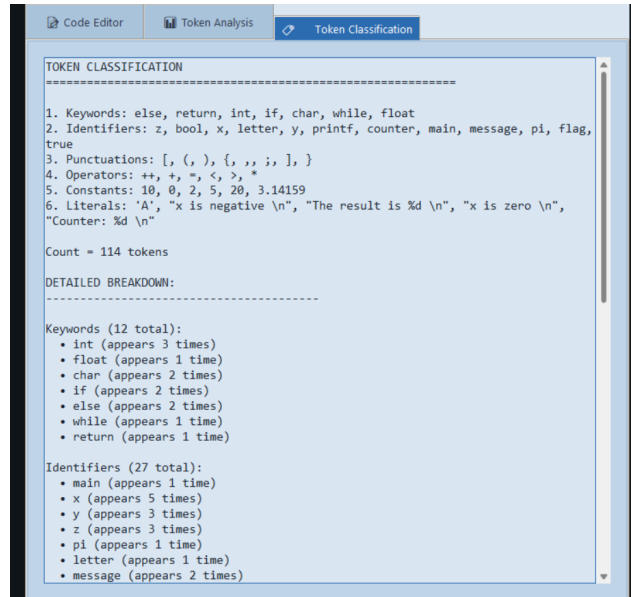 Code Editor
Token Analysis
Token Classification
TOKEN CLASSIFICATION
============================================================
1. Keywords: else, return, int, if, char, while, float
2. Identifiers: z, bool, x, letter, y, printf, counter, main, message, pi, flag,
true
3. Punctuations: [, (, ), {, ,, ;, ], }
4. Operators: ++, +, =, <, >, *
5. Constants: 10, 0, 2, 5, 20, 3.14159
6. Literals: 'A', "x is negative \n", "The result is %d \n", "x is zero \n",
"Counter: %d \n"
Count = 114 tokens
DETAILED BREAKDOWN:
----------------------------------------
Keywords (12 total):
• int (appears 3 times)
• float (appears 1 time)
• char (appears 2 times)
• if (appears 2 times)
• else (appears 2 times)
• while (appears 1 time)
• return (appears 1 time)
Identifiers (27 total):
• main (appears 1 time)
• x (appears 5 times)
• y (appears 3 times)
• z (appears 3 times)
• pi (appears 1 time)
• letter (appears 1 time)
• message (appears 2 times)